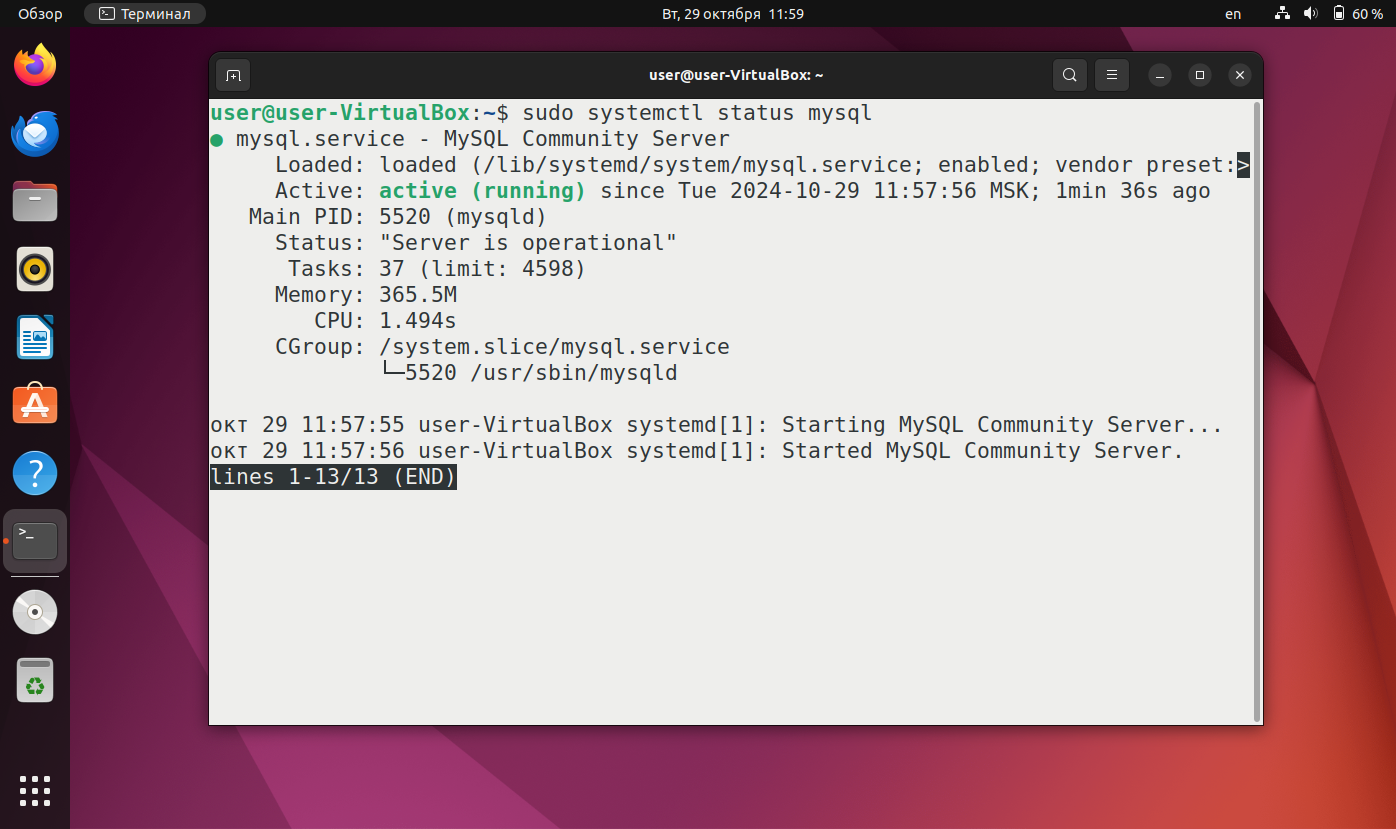 Обзор
Терминал
Вт, 29 октября 11:59
en
60 %
user@user-VirtualBox: ~
user@user-VirtualBox:~$ sudo systemctl status mysql
● mysql.service - MySQL Community Server
     Loaded: loaded (/lib/systemd/system/mysql.service; enabled; vendor preset:>
     Active: active (running) since Tue 2024-10-29 11:57:56 MSK; 1min 36s ago
   Main PID: 5520 (mysqld)
     Status: "Server is operational"
      Tasks: 37 (limit: 4598)
     Memory: 365.5M
        CPU: 1.494s
     CGroup: /system.slice/mysql.service
             └─5520 /usr/sbin/mysqld
окт 29 11:57:55 user-VirtualBox systemd[1]: Starting MySQL Community Server...
окт 29 11:57:56 user-VirtualBox systemd[1]: Started MySQL Community Server.
lines 1-13/13 (END)